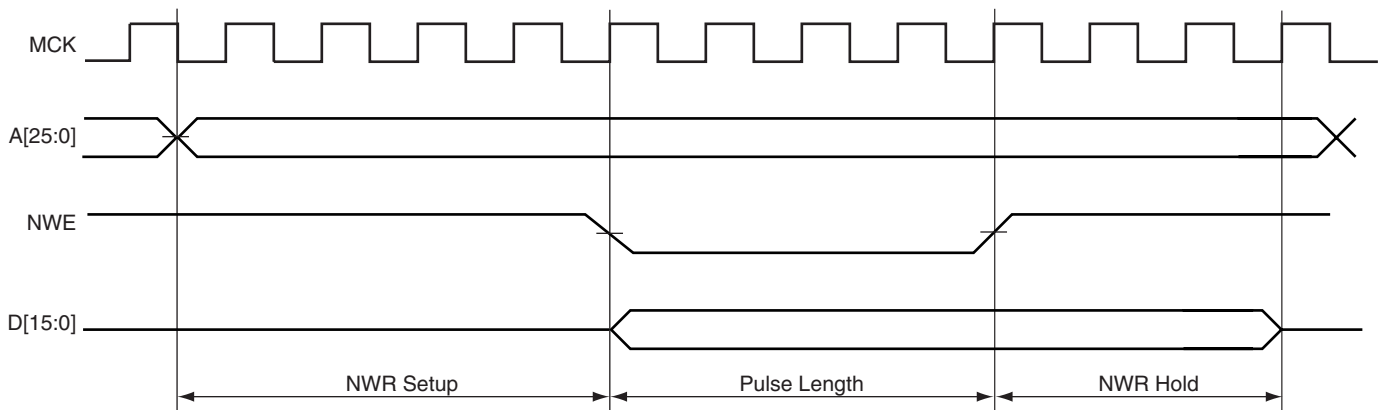 MCK
A[25:0]
NWE
D[15:0]
NWR Setup
Pulse Length
NWR Hold